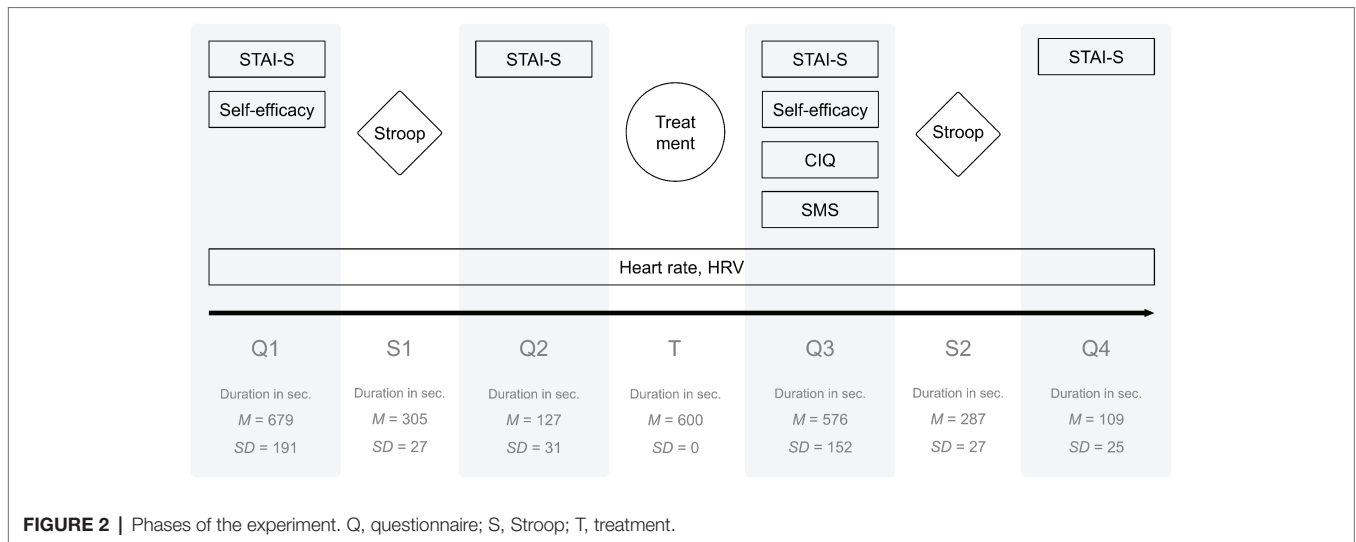 STAI-S
Self-efficacy
Stroop
STAI-S
Treat
ment
STAI-S
Self-efficacy
CIQ
SMS
Stroop
STAI-S
Heart rate, HRV
Q1
Duration in sec.
M = 679
SD = 191
S1
Duration in sec.
M = 305
SD = 27
Q2
Duration in sec.
M = 127
SD = 31
T
Duration in sec.
M = 600
SD = 0
Q3
Duration in sec.
M = 576
SD = 152
S2
Duration in sec.
M = 287
SD = 27
Q4
Duration in sec.
M = 109
SD = 25
FIGURE 2 | Phases of the experiment. Q, questionnaire; S, Stroop; T, treatment.